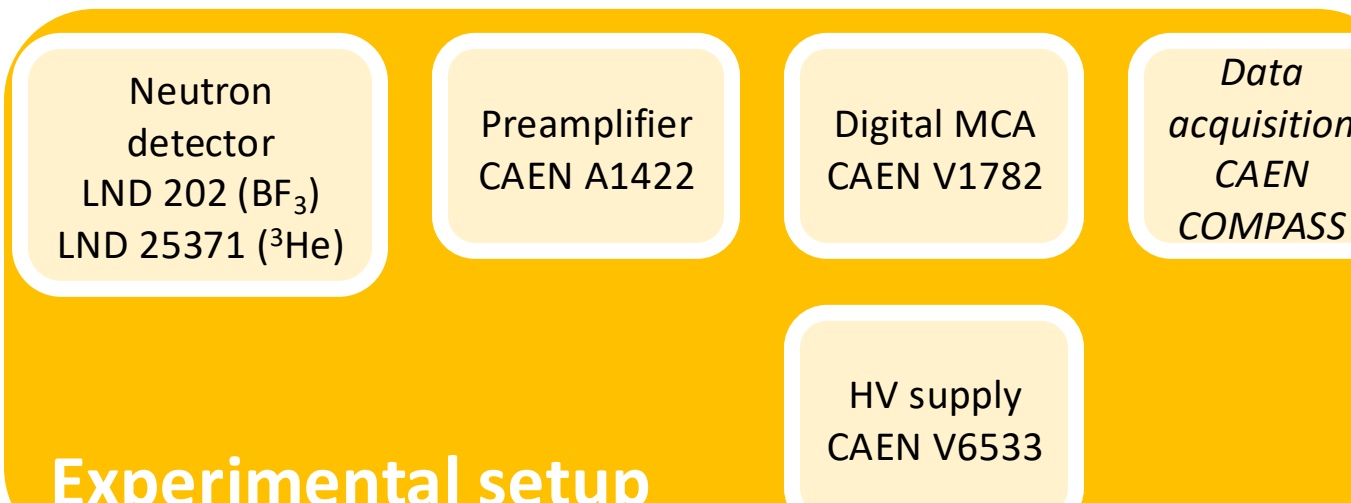 Neutron
detector
LND 202 (BF₃)
LND 25371 (³He)
Preamplifier
CAEN A1422
Digital MCA
CAEN V1782
Data
acquisition
CAEN
COMPASS
HV supply
CAEN V6533
Experimental setup